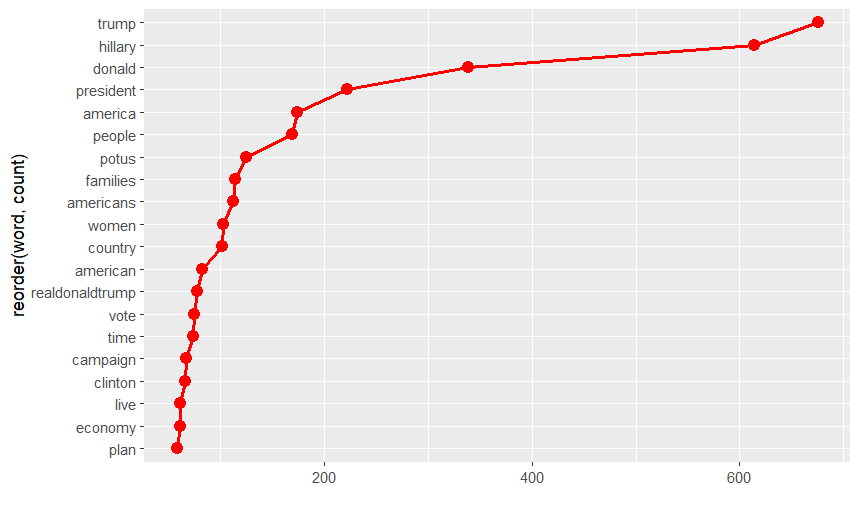 trump
hillary
donald
president
america
people
potus
families
americans
women
country
american
realdonaldtrump
vote
time
campaign
clinton
live
economy
plan
reorder(word, count)
200
400
600